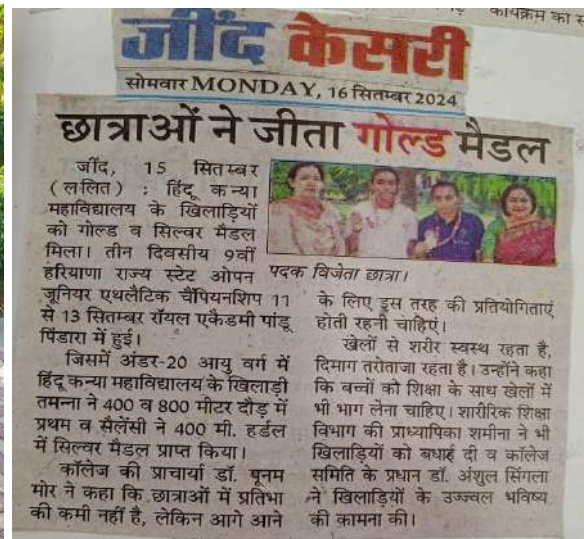 कार्यक्रम का
जींद केसरी
सोमवार MONDAY, 16 सितम्बर 2024
छात्राओं ने जीता गोल्ड मैडल
जींद, 15 सितम्बर
(ललित) : हिंदू कन्या
महाविद्यालय के खिलाड़ियों
को गोल्ड व सिल्वर मैडल
मिला। तीन दिवसीय 9वीं
हरियाणा राज्य स्टेट ओपन
जूनियर एथलैटिक चैंपियनशिप 11
से 13 सितम्बर रॉयल एकैडमी पांडू
पिंडारा में हुई।
जिसमें अंडर-20 आयु वर्ग में
हिंदू कन्या महाविद्यालय के खिलाड़ी
तमन्ना ने 400 व 800 मीटर दौड़ में
प्रथम व सैलेंसी ने 400 मी. हर्डल
में सिल्वर मैडल प्राप्त किया।
कॉलेज की प्राचार्या डॉ. पूनम
मोर ने कहा कि छात्राओं में प्रतिभा
की कमी नहीं है, लेकिन आगे आने
पदक विजेता छात्रा।
के लिए इस तरह की प्रतियोगिताएं
होती रहनी चाहिएं।
खेलों से शरीर स्वस्थ रहता है,
दिमाग तरोताजा रहता है। उन्होंने कहा
कि बच्चों को शिक्षा के साथ खेलों में
भी भाग लेना चाहिए। शारीरिक शिक्षा
विभाग की प्राध्यापिका शमीना ने भी
खिलाड़ियों को बधाई दी व कॉलेज
समिति के प्रधान डॉ. अंशुल सिंगला
ने खिलाड़ियों के उज्ज्वल भविष्य
की कामना की।